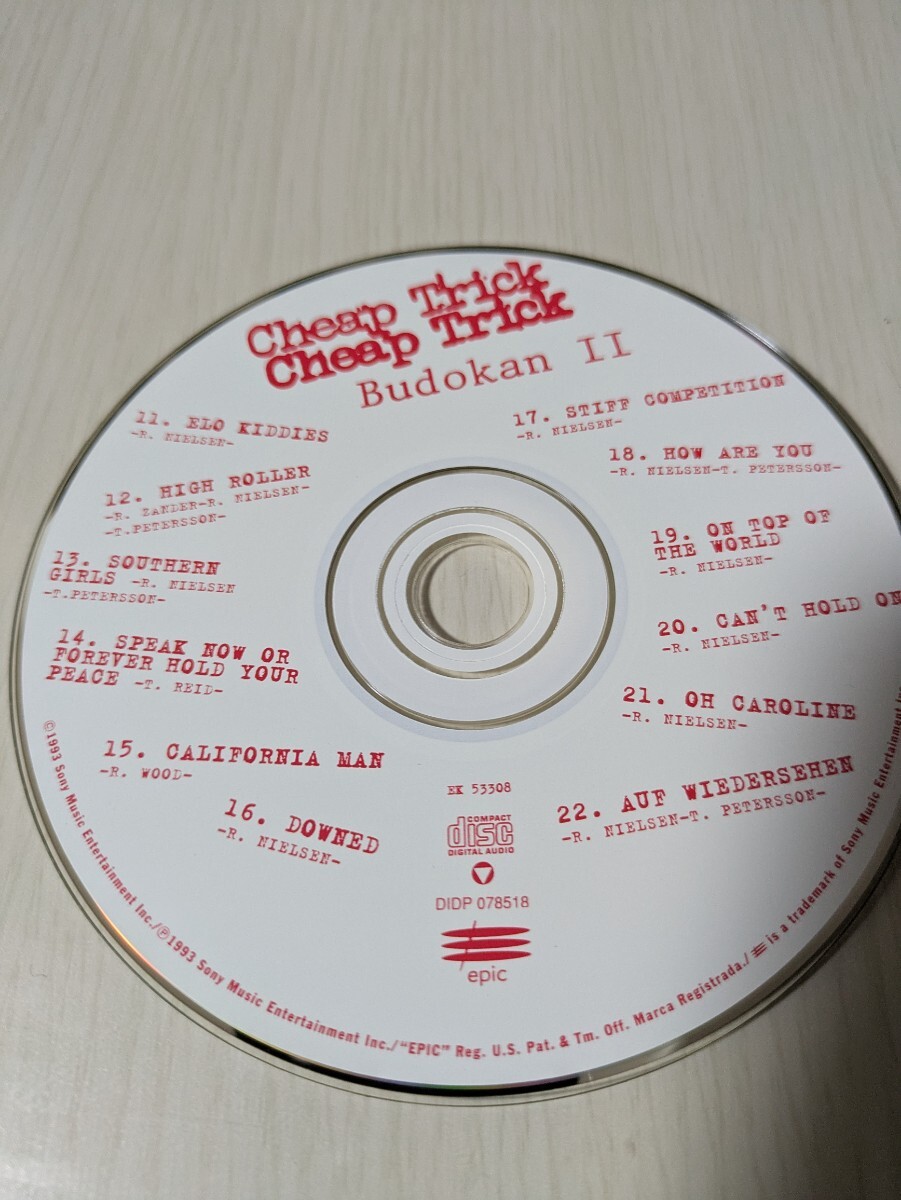 Cheap Trick
Cheap Trick
Budokan II
11. ELO KIDDIES
-R. NIELSEN-
12. HIGH ROLLER
-R. ZANDER-R. NIELSEN-
-T.PETERSSON-
13. SOUTHERN
GIRLS -R. NIELSEN
-T.PETERSSON-
14. SPEAK NOW OR
FOREVER HOLD YOUR
PEACE -T. REID-
15. CALIFORNIA MAN
-R. WOOD-
16. DOWNED
-R. NIELSEN-
17. STIFF COMPETITION
-R. NIELSEN-
18. HOW ARE YOU
-R. NIELSEN-T. PETERSSON-
19. ON TOP OF
THE WORLD
-R. NIELSEN-
20. CAN'T HOLD ON
-R. NIELSEN-
21. OH CAROLINE
-R. NIELSEN-
22. AUF WIEDERSEHEN
-R. NIELSEN-T. PETERSSON-
EK 53308
COMPACT
disc
DIGITAL AUDIO
DIDP 078518
epic
©1993 Sony Music Entertainment Inc./℗1993 Sony Music Entertainment Inc./"EPIC" Reg. U.S. Pat. & Tm. Off. Marca Registrada./ is a trademark of Sony Music Entertainment